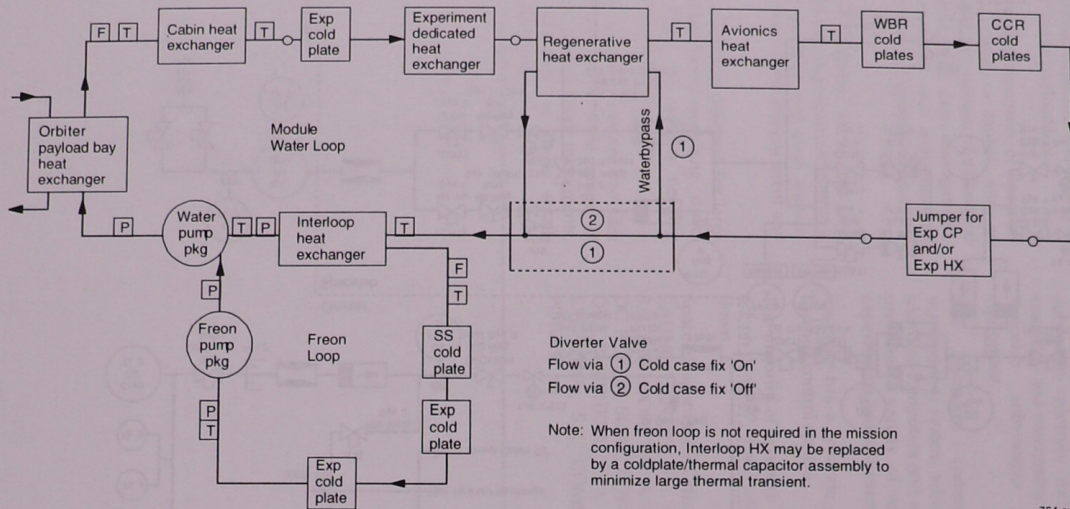 F
T
Cabin heat
exchanger
T
Exp
cold
plate
Experiment
dedicated
heat
exchanger
Regenerative
heat exchanger
T
Avionics
heat
exchanger
T
WBR
cold
plates
CCR
cold
plates
Orbiter
payload bay
heat
exchanger
Module
Water Loop
Waterbypass
1
P
Water
pump
pkg
T
P
Interloop
heat
exchanger
T
2
1
Jumper for
Exp CP
and/or
Exp HX
P
F
T
Freon
pump
pkg
Freon
Loop
SS
cold
plate
P
T
Exp
cold
plate
Exp
cold
plate
Diverter Valve
Flow via 1 Cold case fix 'On'
Flow via 2 Cold case fix 'Off'
Note: When freon loop is not required in the mission
configuration, Interloop HX may be replaced
by a coldplate/thermal capacitor assembly to
minimize large thermal transient.